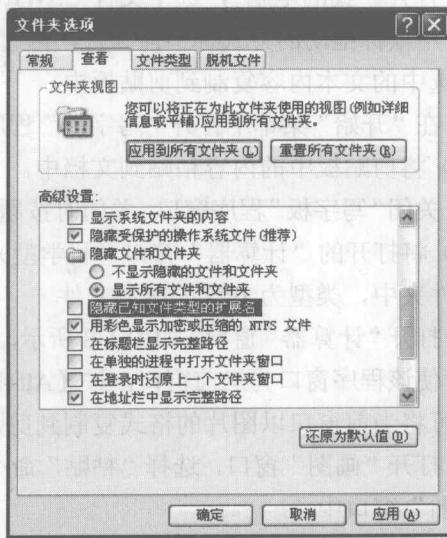 文件夹选项
常规 查看 文件类型 脱机文件
文件夹视图
您可以将正在为此文件夹使用的视图(例如详细
信息或平铺)应用到所有文件夹。
应用到所有文件夹(L) 重置所有文件夹(R)
高级设置:
显示系统文件夹的内容
隐藏受保护的操作系统文件(推荐)
隐藏文件和文件夹
不显示隐藏的文件和文件夹
显示所有文件和文件夹
隐藏已知文件类型的扩展名
用彩色显示加密或压缩的 NTFS 文件
在标题栏显示完整路径
在单独的进程中打开文件夹窗口
在登录时还原上一个文件夹窗口
在地址栏中显示完整路径
还原为默认值(D)
确定 取消 应用(A)